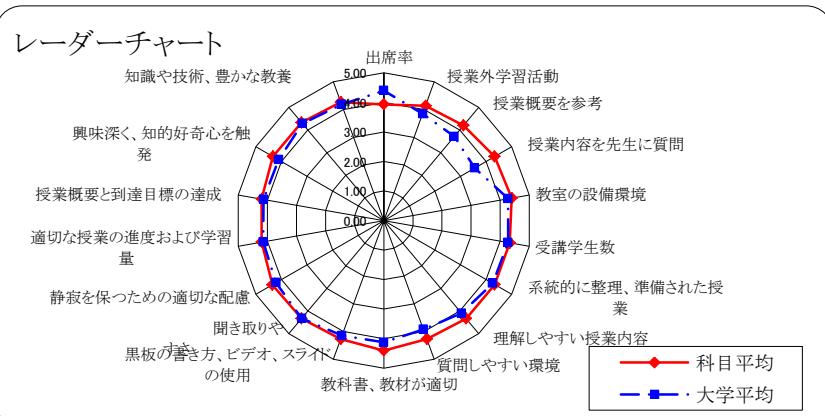 レーダーチャート
出席率
授業外学習活動
授業概要を参考
授業内容を先生に質問
教室の設備環境
受講学生数
系統的に整理、準備された授
業
理解しやすい授業内容
質問しやすい環境
教科書、教材が適切
黒板の書き方、ビデオ、スライド
の使用
聞き取りや
すさ
静寂を保つための適切な配慮
適切な授業の進度および学習
量
授業概要と到達目標の達成
興味深く、知的好奇心を触
発
知識や技術、豊かな教養
5.00
4.00
3.00
2.00
1.00
0.00
科目平均
大学平均